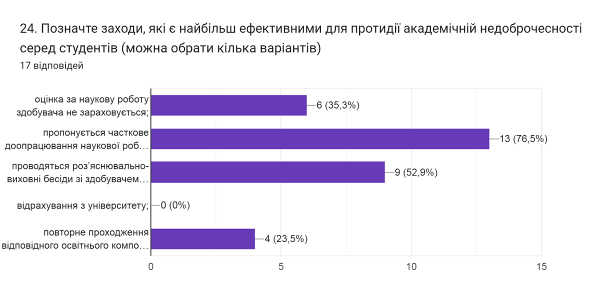 24. Позначте заходи, які є найбільш ефективними для протидії академічній недоброчесності
серед студентів (можна обрати кілька варіантів)
17 відповідей
оцінка за наукову роботу
здобувача не зараховується;
6 (35,3%)
пропонується часткове
доопрацювання наукової роб…
13 (76,5%)
проводяться роз'яснювально-
виховні бесіди зі здобувачем…
9 (52,9%)
відрахування з університету;
0 (0%)
повторне проходження
відповідного освітнього компо…
4 (23,5%)
0 5 10 15